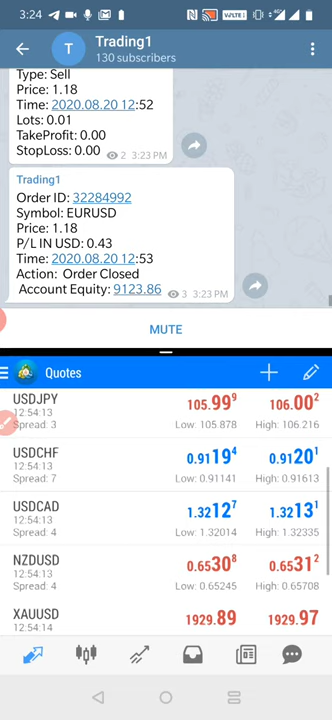 3:24
VoLTE
4G
T
Trading1
130 subscribers
Type: Sell
Price: 1.18
Time: 2020.08.20 12:52
Lots: 0.01
TakeProfit: 0.00
StopLoss: 0.00
2 3:23 PM
Trading1
Order ID: 32284992
Symbol: EURUSD
Price: 1.18
P/L IN USD: 0.43
Time: 2020.08.20 12:53
Action: Order Closed
Account Equity: 9123.86
3 3:23 PM
MUTE
Quotes
USDJPY 105.999 106.002
12:54:13
Spread: 3 Low: 105.878 High: 106.216
USDCHF 0.91194 0.91201
12:54:13
Spread: 7 Low: 0.91141 High: 0.91613
USDCAD 1.32127 1.32131
12:54:13
Spread: 4 Low: 1.32014 High: 1.32335
NZDUSD 0.65308 0.65312
12:54:13
Spread: 4 Low: 0.65245 High: 0.65708
XAUUSD 1929.89 1929.97
12:54:14